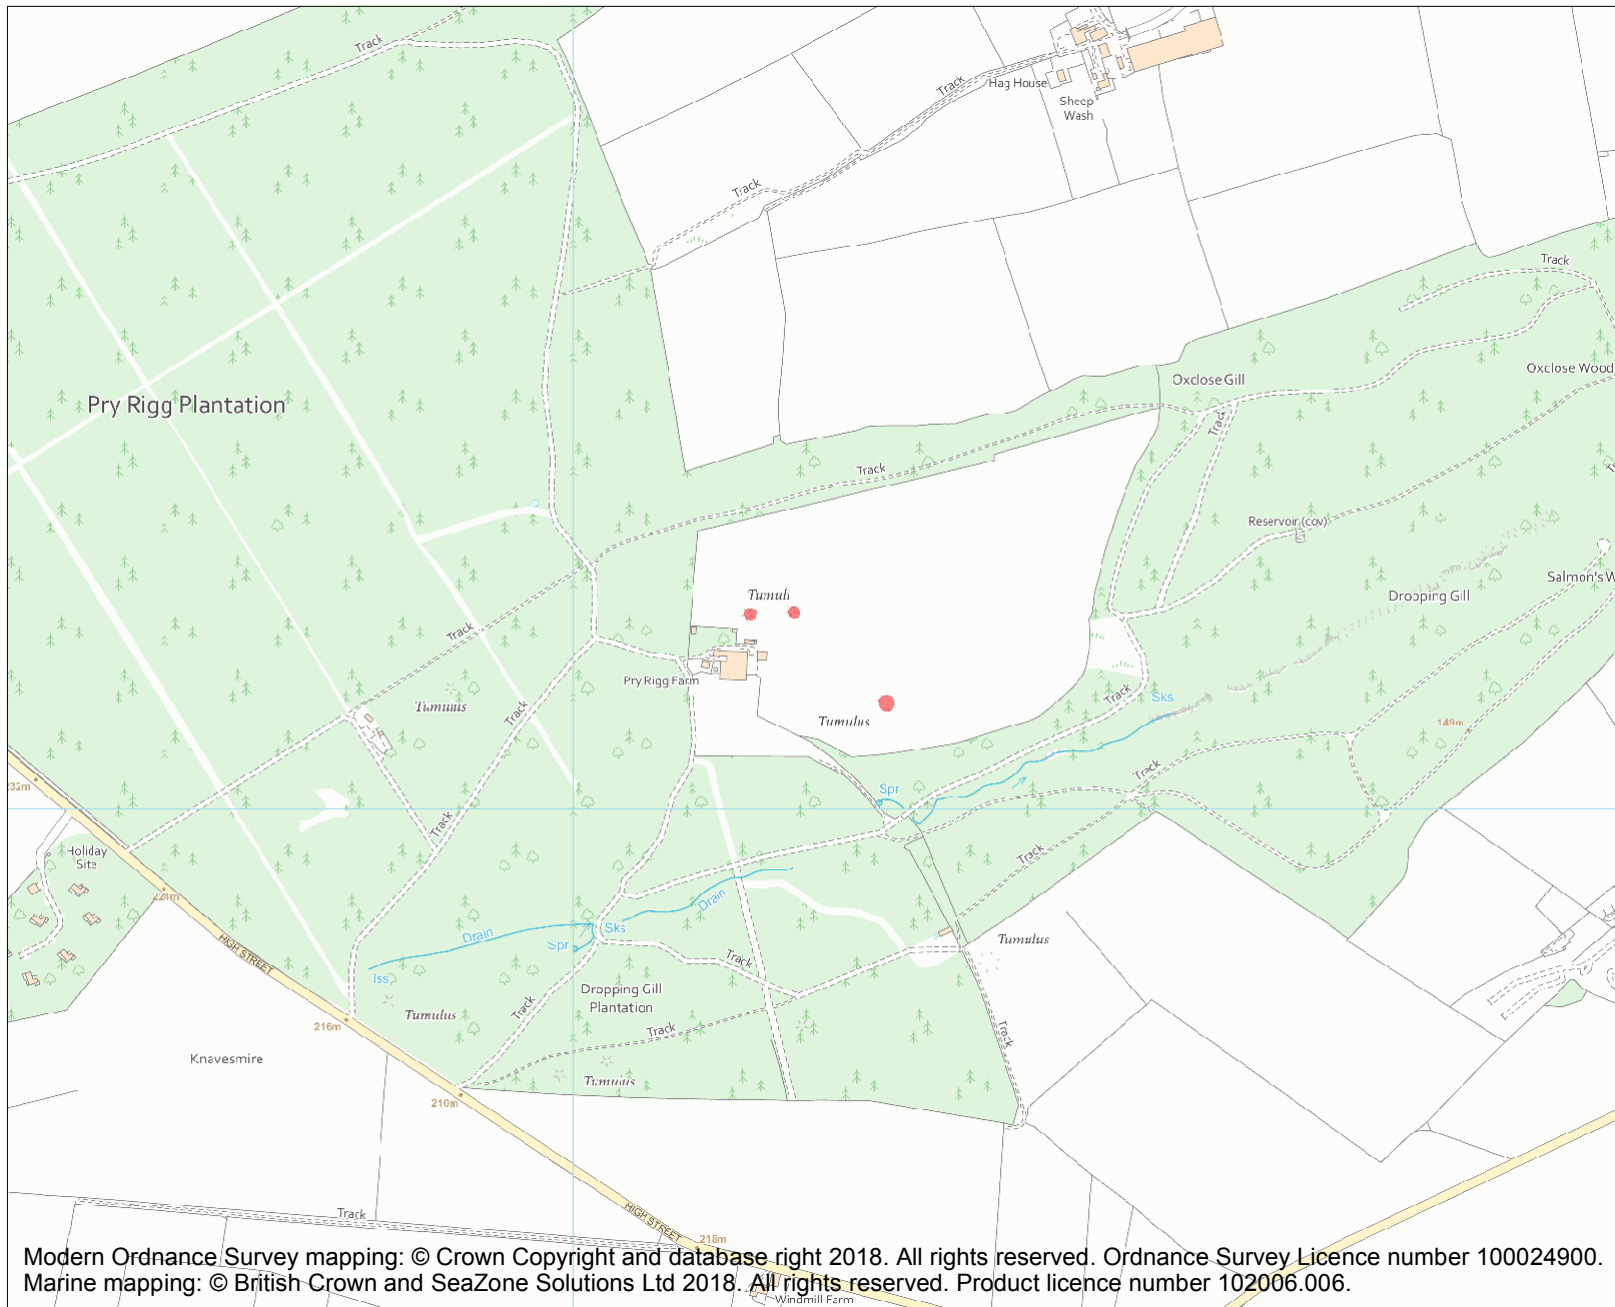 Track
Hag House
Track
Sheep
Wash
Track
Track
Oxclose Gill
Oxclose Wood
Pry Rigg Plantation
Track
Track
Reservoir (cov)
Salmon's W
Tumuli
Dropping Gill
Track
Pry Rigg Farm
Track
Sks
Tumulus
Track
Tumulus
149m
Track
232m
Spr
Track
Holiday
Site
Track
224m
Drain
Sks
Drain
HIGH STREET
Spr
Tumulus
Track
Iss
Dropping Gill
Plantation
Track
Tumulus
216m
Track
Track
Knavesmire
Tumulus
210m
Track
HIGH STREET
218m
Modern Ordnance Survey mapping: © Crown Copyright and database right 2018. All rights reserved. Ordnance Survey Licence number 100024900.
Marine mapping: © British Crown and SeaZone Solutions Ltd 2018. All rights reserved. Product licence number 102006.006.
Windmill Farm